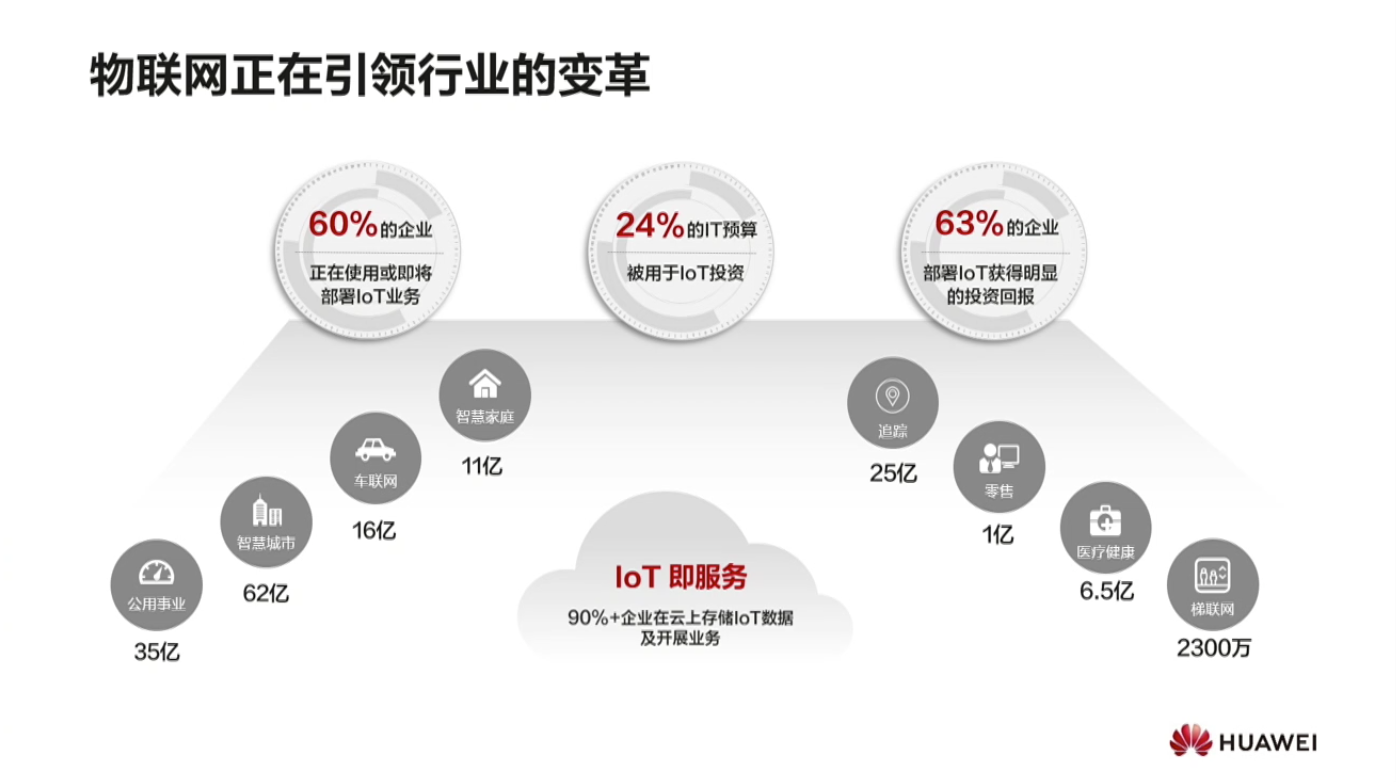 物联网正在引领行业的变革
60%的企业
正在使用或即将
部署IoT业务
24%的IT预算
被用于IoT投资
63%的企业
部署IoT获得明显
的投资回报
智慧家庭
11亿
车联网
16亿
智慧城市
62亿
公用事业
35亿
追踪
25亿
零售
1亿
医疗健康
6.5亿
梯联网
2300万
IoT 即服务
90%+企业在云上存储IoT数据
及开展业务
HUAWEI